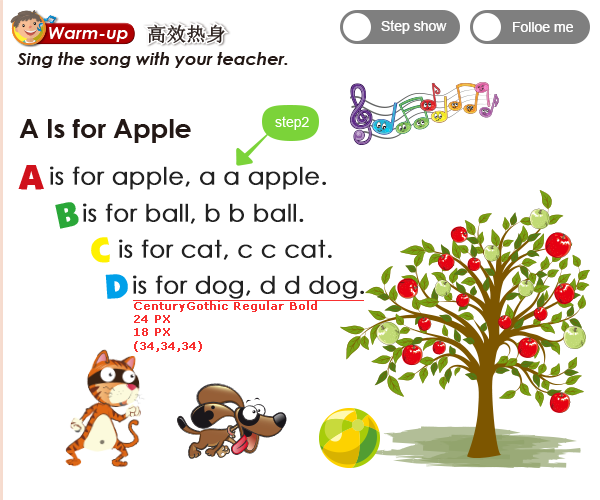 Warm-up 高效热身
Step show
Folloe me
Sing the song with your teacher.
A Is for Apple
step2
A is for apple, a a apple.
B is for ball, b b ball.
C is for cat, c c cat.
D is for dog, d d dog.
CenturyGothic Regular Bold
24 PX
18 PX
(34,34,34)